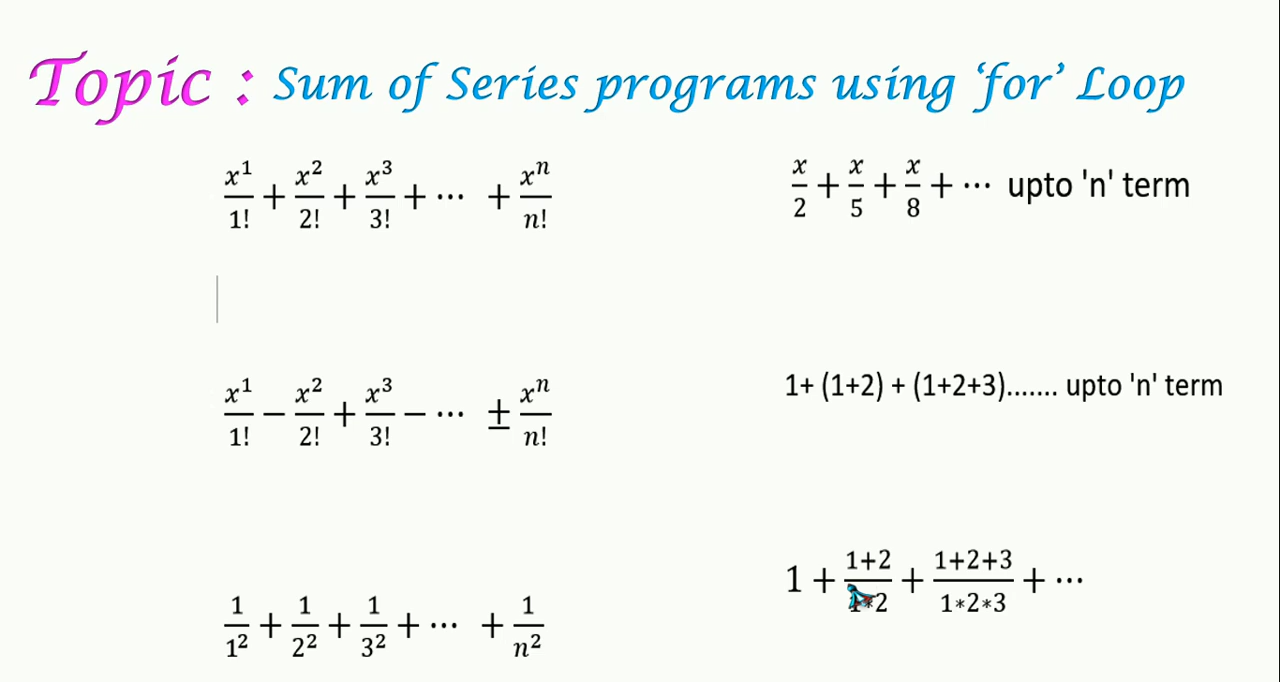 Topic : Sum of Series programs using ‘for’ Loop
x^1/1! + x^2/2! + x^3/3! + ⋯ + x^n/n!
x/2 + x/5 + x/8 + ⋯ upto 'n' term
x^1/1! − x^2/2! + x^3/3! − ⋯ ± x^n/n!
1+ (1+2) + (1+2+3)....... upto 'n' term
1/1^2 + 1/2^2 + 1/3^2 + ⋯ + 1/n^2
1 + (1+2)/(1*2) + (1+2+3)/(1*2*3) + ⋯